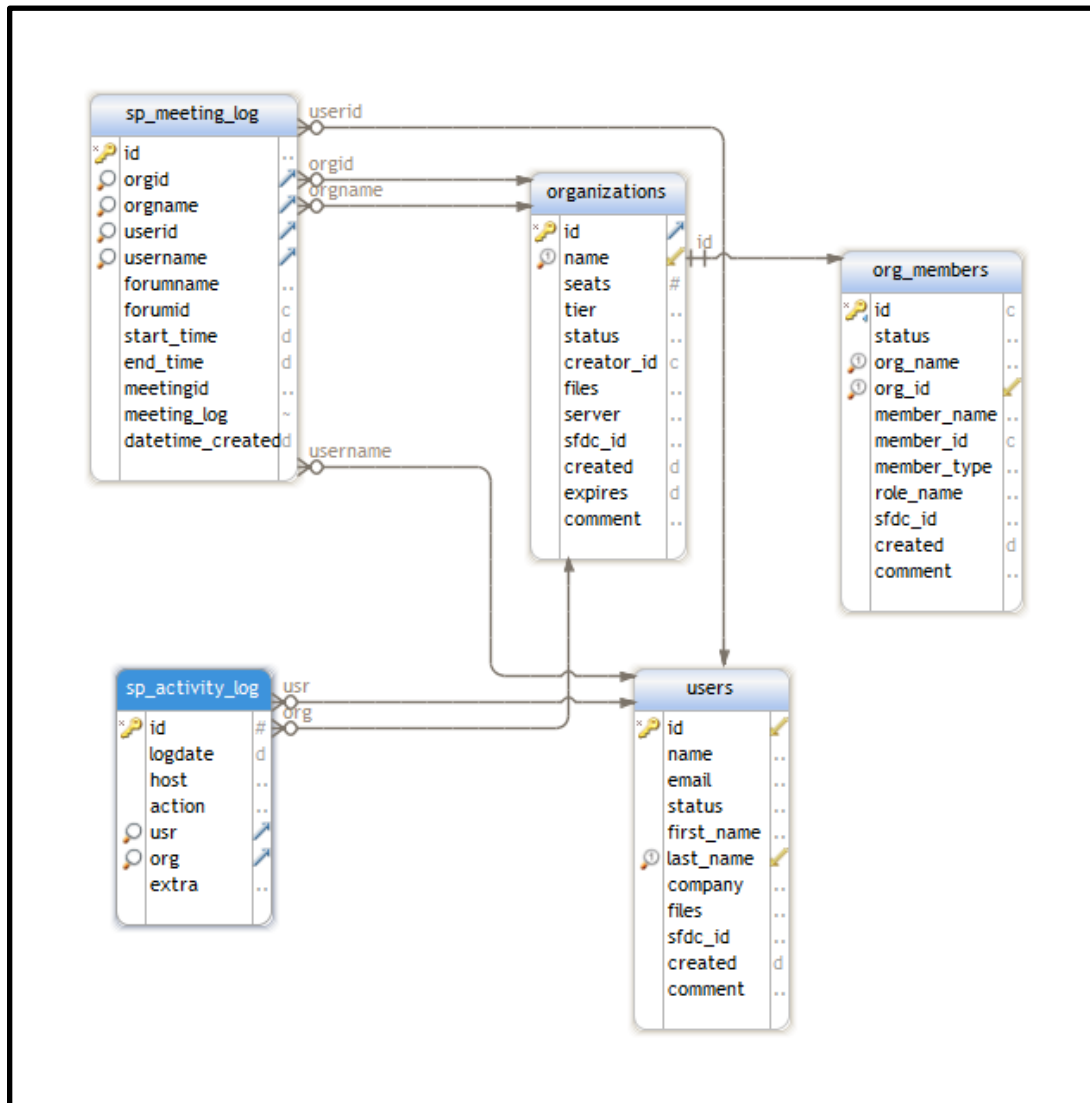 sp_meeting_log
id
orgid
orgname
userid
username
forumname
forumid c
start_time d
end_time d
meetingid
meeting_log ~
datetime_created d
userid
orgid
orgname
username
organizations
id
name
seats #
tier
status
creator_id c
files
server
sfdc_id
created d
expires d
comment
id
org_members
id c
status
org_name
org_id
member_name
member_id c
member_type
role_name
sfdc_id
created d
comment
sp_activity_log
id #
logdate d
host
action
usr
org
extra
usr
org
users
id
name
email
status
first_name
last_name
company
files
sfdc_id
created d
comment